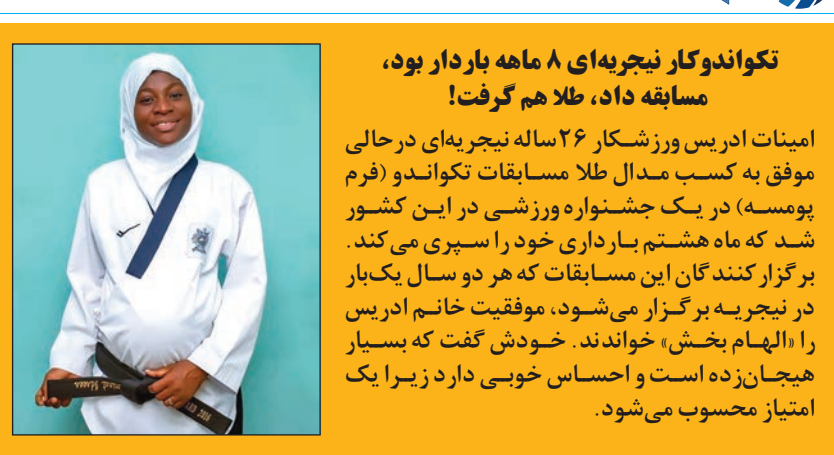 تکواندوکار نیجریه‌ای ۸ ماهه باردار بود،
مسابقه داد، طلا هم گرفت!
امینات ادریس ورزشکار ۲۶ساله نیجریه‌ای درحالی
موفق به کسب مدال طلا مسابقات تکواندو (فرم
پومسه) در یک جشنواره ورزشی در این کشور
شد که ماه هشتم بارداری خود را سپری می‌کند.
برگزارکنندگان این مسابقات که هر دو سال یک‌بار
در نیجریه برگزار می‌شود، موفقیت خانم ادریس
را «الهام بخش» خواندند. خودش گفت که بسیار
هیجان‌زده است و احساس خوبی دارد زیرا یک
امتیاز محسوب می‌شود.